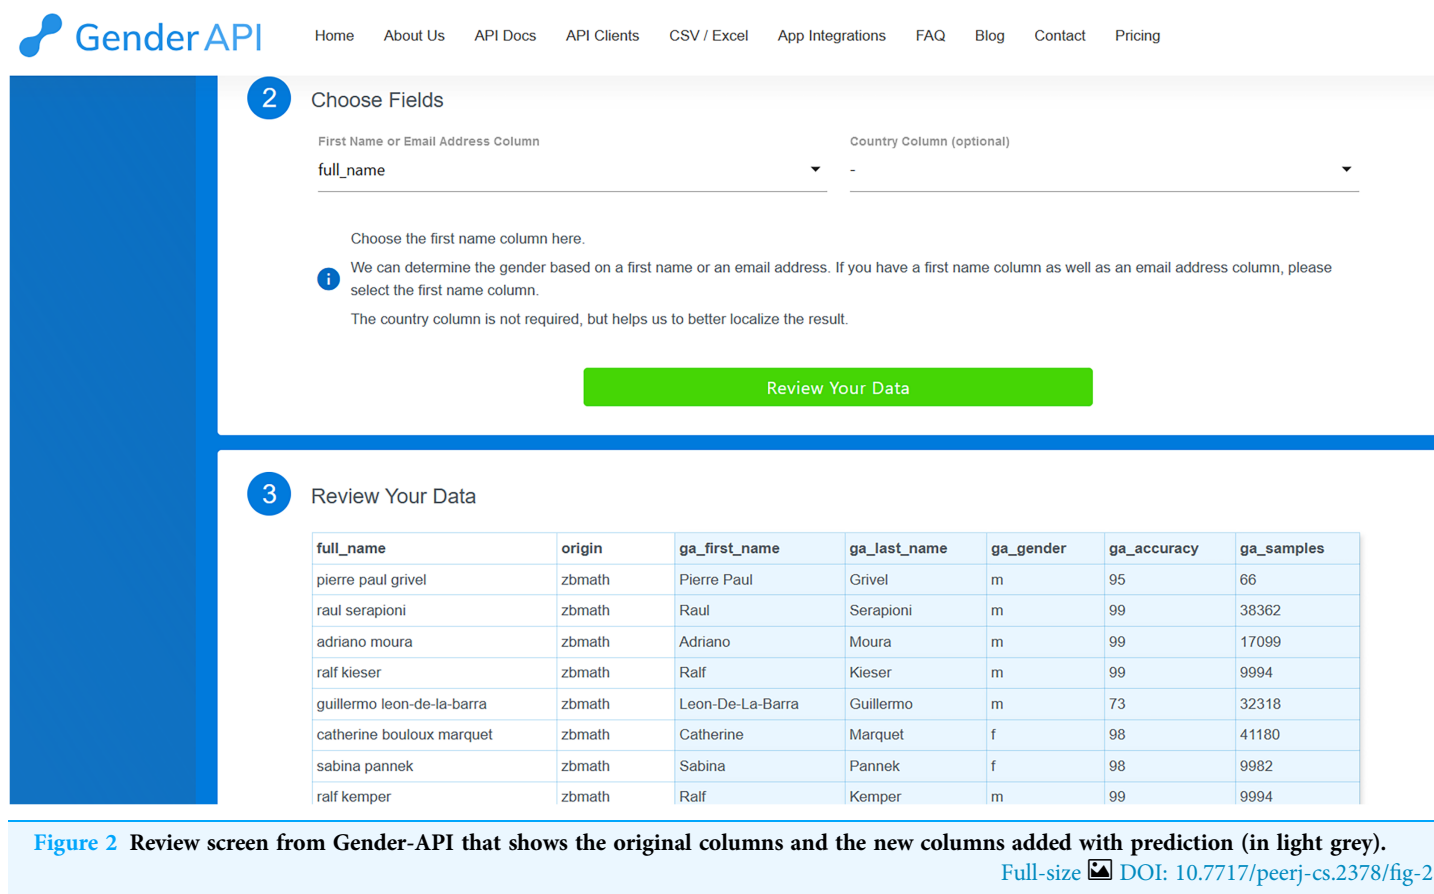 Gender API Home About Us API Docs API Clients CSV / Excel App Integrations FAQ Blog Contact Pricing
2 Choose Fields
First Name or Email Address Column Country Column (optional)
full_name -
Choose the first name column here.
We can determine the gender based on a first name or an email address. If you have a first name column as well as an email address column, please
select the first name column.
The country column is not required, but helps us to better localize the result.
Review Your Data
3 Review Your Data
full_name origin ga_first_name ga_last_name ga_gender ga_accuracy ga_samples
pierre paul grivel zbmath Pierre Paul Grivel m 95 66
raul serapioni zbmath Raul Serapioni m 99 38362
adriano moura zbmath Adriano Moura m 99 17099
ralf kieser zbmath Ralf Kieser m 99 9994
guillermo leon-de-la-barra zbmath Leon-De-La-Barra Guillermo m 73 32318
catherine bouloux marquet zbmath Catherine Marquet f 98 41180
sabina pannek zbmath Sabina Pannek f 98 9982
ralf kemper zbmath Ralf Kemper m 99 9994
Figure 2 Review screen from Gender-API that shows the original columns and the new columns added with prediction (in light grey).
Full-size DOI: 10.7717/peerj-cs.2378/fig-2